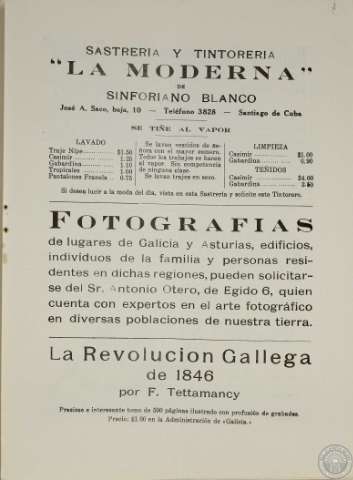 SASTRERIA Y TINTORERIA
"LA MODERNA"
DE
SINFORIANO BLANCO
José A. Saco, baja, 10 — Teléfono 3828 — Santiago de Cuba
SE TIÑE AL VAPOR
LAVADO
Traje Nipe $1.50
Casimir 1.25
Gabardina 1.10
Tropicales 1.00
Pantalones Franela 0.75
Se lavan vestidos de señora con el mayor esmero.
Todos los trabajos se hacen al vapor. Sin competencia de ninguna clase.
Se lavan trajes en seco.
LIMPIEZA
Casimir $1.00
Gabardina 0.90
TEÑIDOS
Casimir $4.00
Gabardina 3.50
Si desea lucir a la moda del día, vista en esta Sastrería y solicite este Tintorero.
FOTOGRAFIAS
de lugares de Galicia y Asturias, edificios,
individuos de la familia y personas resi-
dentes en dichas regiones, pueden solicitar-
se del Sr. Antonio Otero, de Egido 6, quien
cuenta con expertos en el arte fotográfico
en diversas poblaciones de nuestra tierra.
La Revolucion Gallega
de 1846
por F. Tettamancy
Precioso e interesante tomo de 500 páginas ilustrado con profusión de grabados.
Precio: $1.00 en la Administración de «Galicia.»